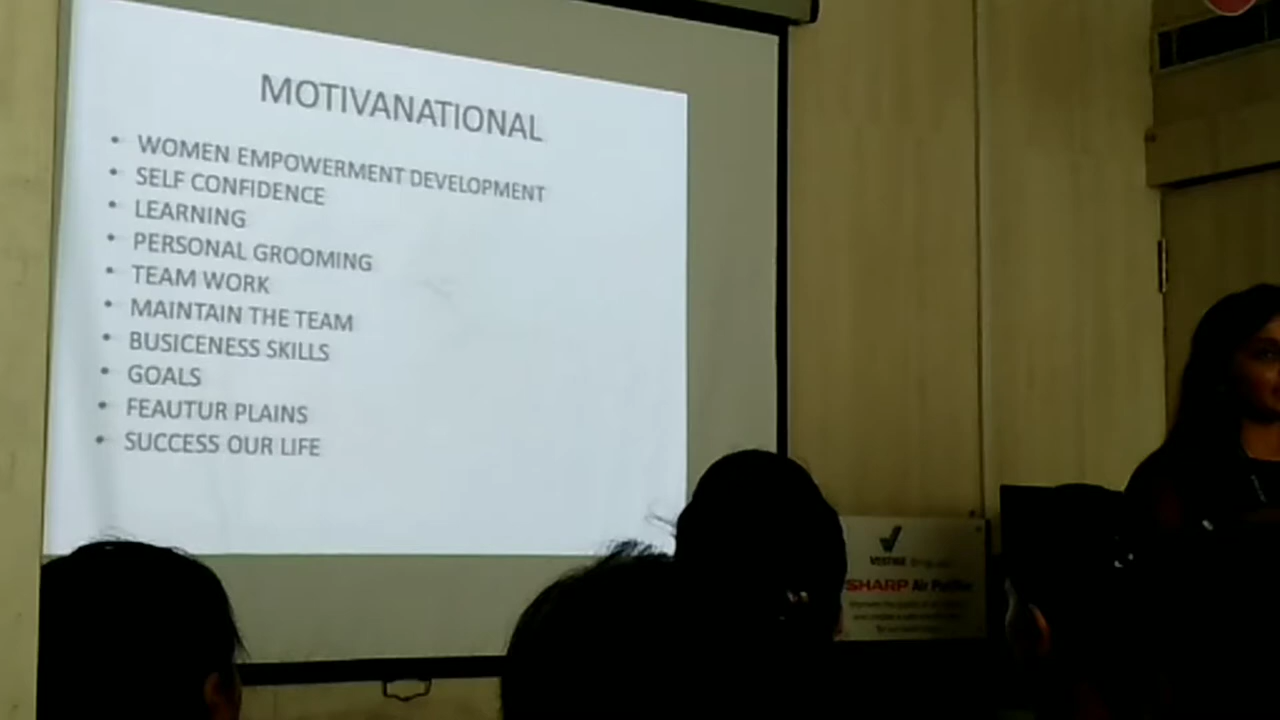 MOTIVANATIONAL
• WOMEN EMPOWERMENT DEVELOPMENT
• SELF CONFIDENCE
• LEARNING
• PERSONAL GROOMING
• TEAM WORK
• MAINTAIN THE TEAM
• BUSICENESS SKILLS
• GOALS
• FEAUTUR PLAINS
• SUCCESS OUR LIFE
VESTIGE
SHARP Air Purifier